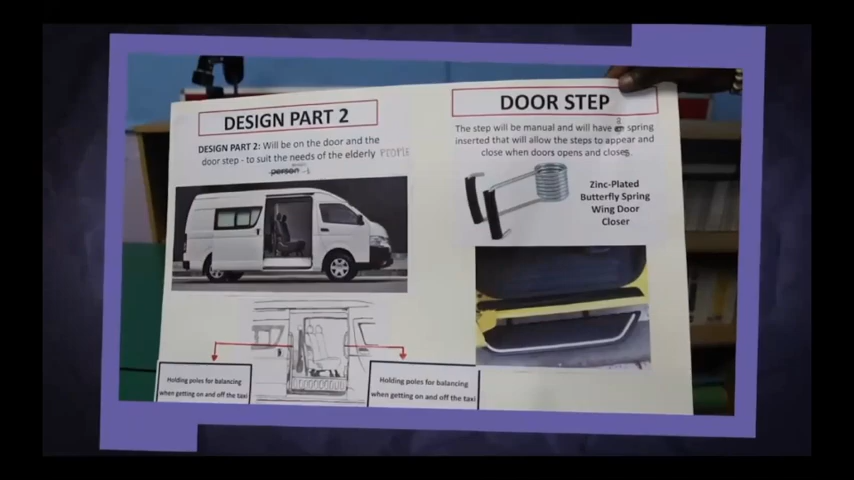 DESIGN PART 2
DESIGN PART 2: Will be on the door and the
door step - to suit the needs of the elderly PEOPLE
person
DOOR STEP
The step will be manual and will have a spring
inserted that will allow the steps to appear and
close when doors opens and closes.
Zinc-Plated
Butterfly Spring
Wing Door
Closer
Holding poles for balancing
when getting on and off the taxi
Holding poles for balancing
when getting on and off the taxi